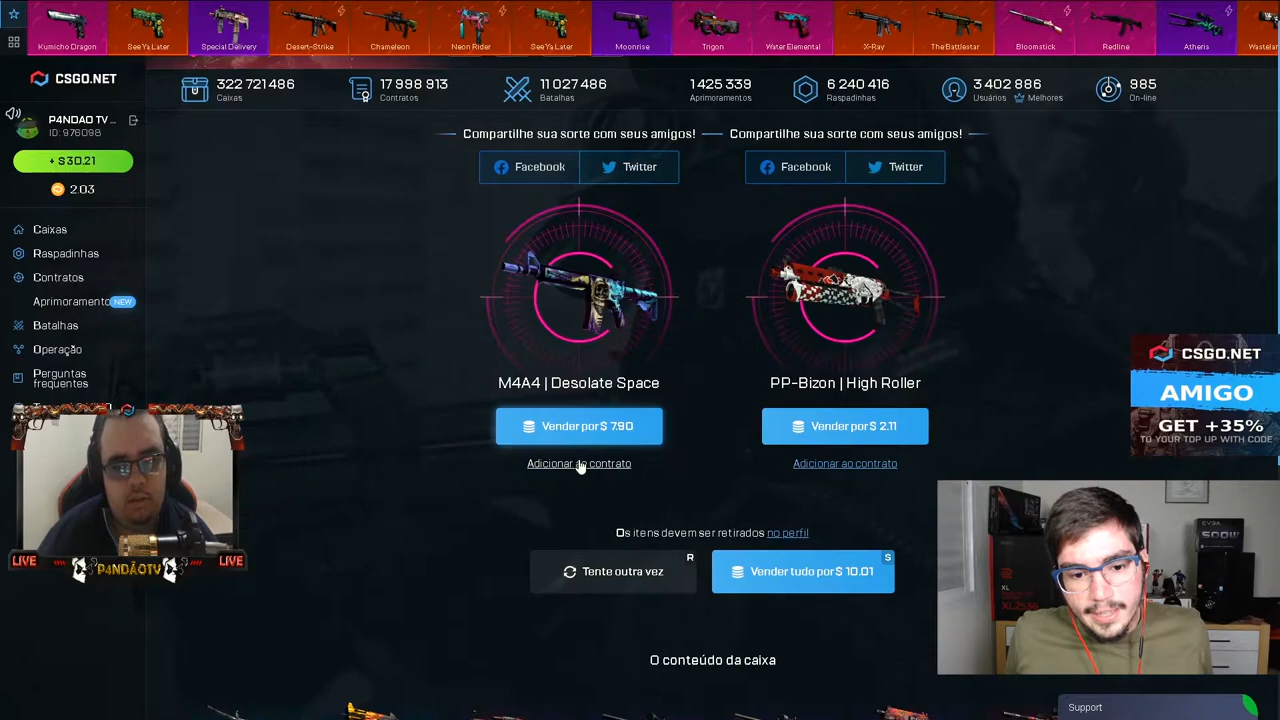 Kumicho Dragon
See Ya Later
Special Delivery
Desert-Strike
Chameleon
Neon Rider
See Ya Later
Moonrise
Trigon
Water Elemental
X-Ray
The Battlestar
Bloomstick
Redline
Atheris
CSGO.NET
322 721 486
Caixas
17 998 913
Contratos
11 027 486
Batalhas
1 425 339
Aprimoramentos
6 240 416
Raspadinhas
3 402 886
Usuários Melhores
985
On-line
P4NDAO TV ...
ID: 976098
+ $ 30.21
2.03
Caixas
Raspadinhas
Contratos
Aprimoramento NEW
Batalhas
Operação
Perguntas
frequentes
Compartilhe sua sorte com seus amigos!
Facebook
Twitter
Compartilhe sua sorte com seus amigos!
Facebook
Twitter
M4A4 | Desolate Space
Vender por $ 7.90
Adicionar ao contrato
PP-Bizon | High Roller
Vender por $ 2.11
Adicionar ao contrato
Os itens devem ser retirados no perfil
Tente outra vez R
Vender tudo por $ 10.01 S
O conteúdo da caixa
CSGO.NET
AMIGO
GET +35%
TO YOUR TOP UP WITH CODE
LIVE
P4NDÃOTV
LIVE
EVGA
500W
XL
XL2546
Support